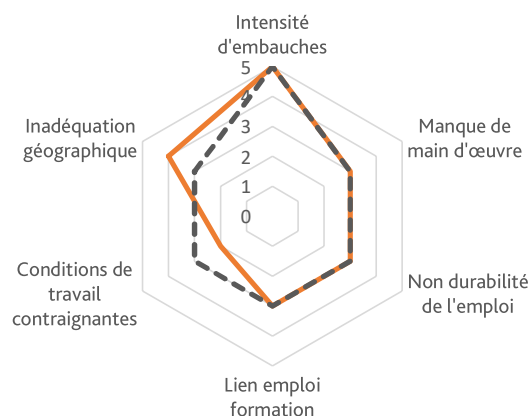 Intensité
d'embauches
5
4
3
2
1
0
Inadéquation
géographique
Manque de
main d'œuvre
Conditions de
travail
contraignantes
Non durabilité
de l'emploi
Lien emploi
formation